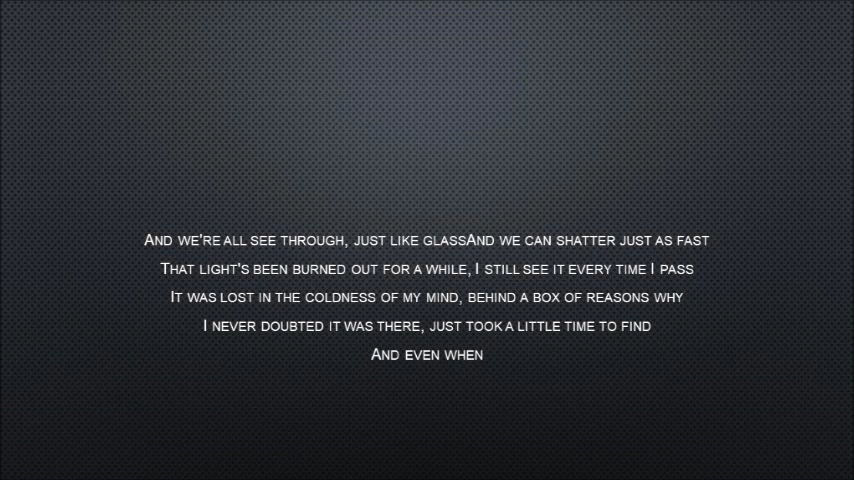 And we're all see through, just like glassAnd we can shatter just as fast
That light's been burned out for a while, I still see it every time I pass
It was lost in the coldness of my mind, behind a box of reasons why
I never doubted it was there, just took a little time to find
And even when